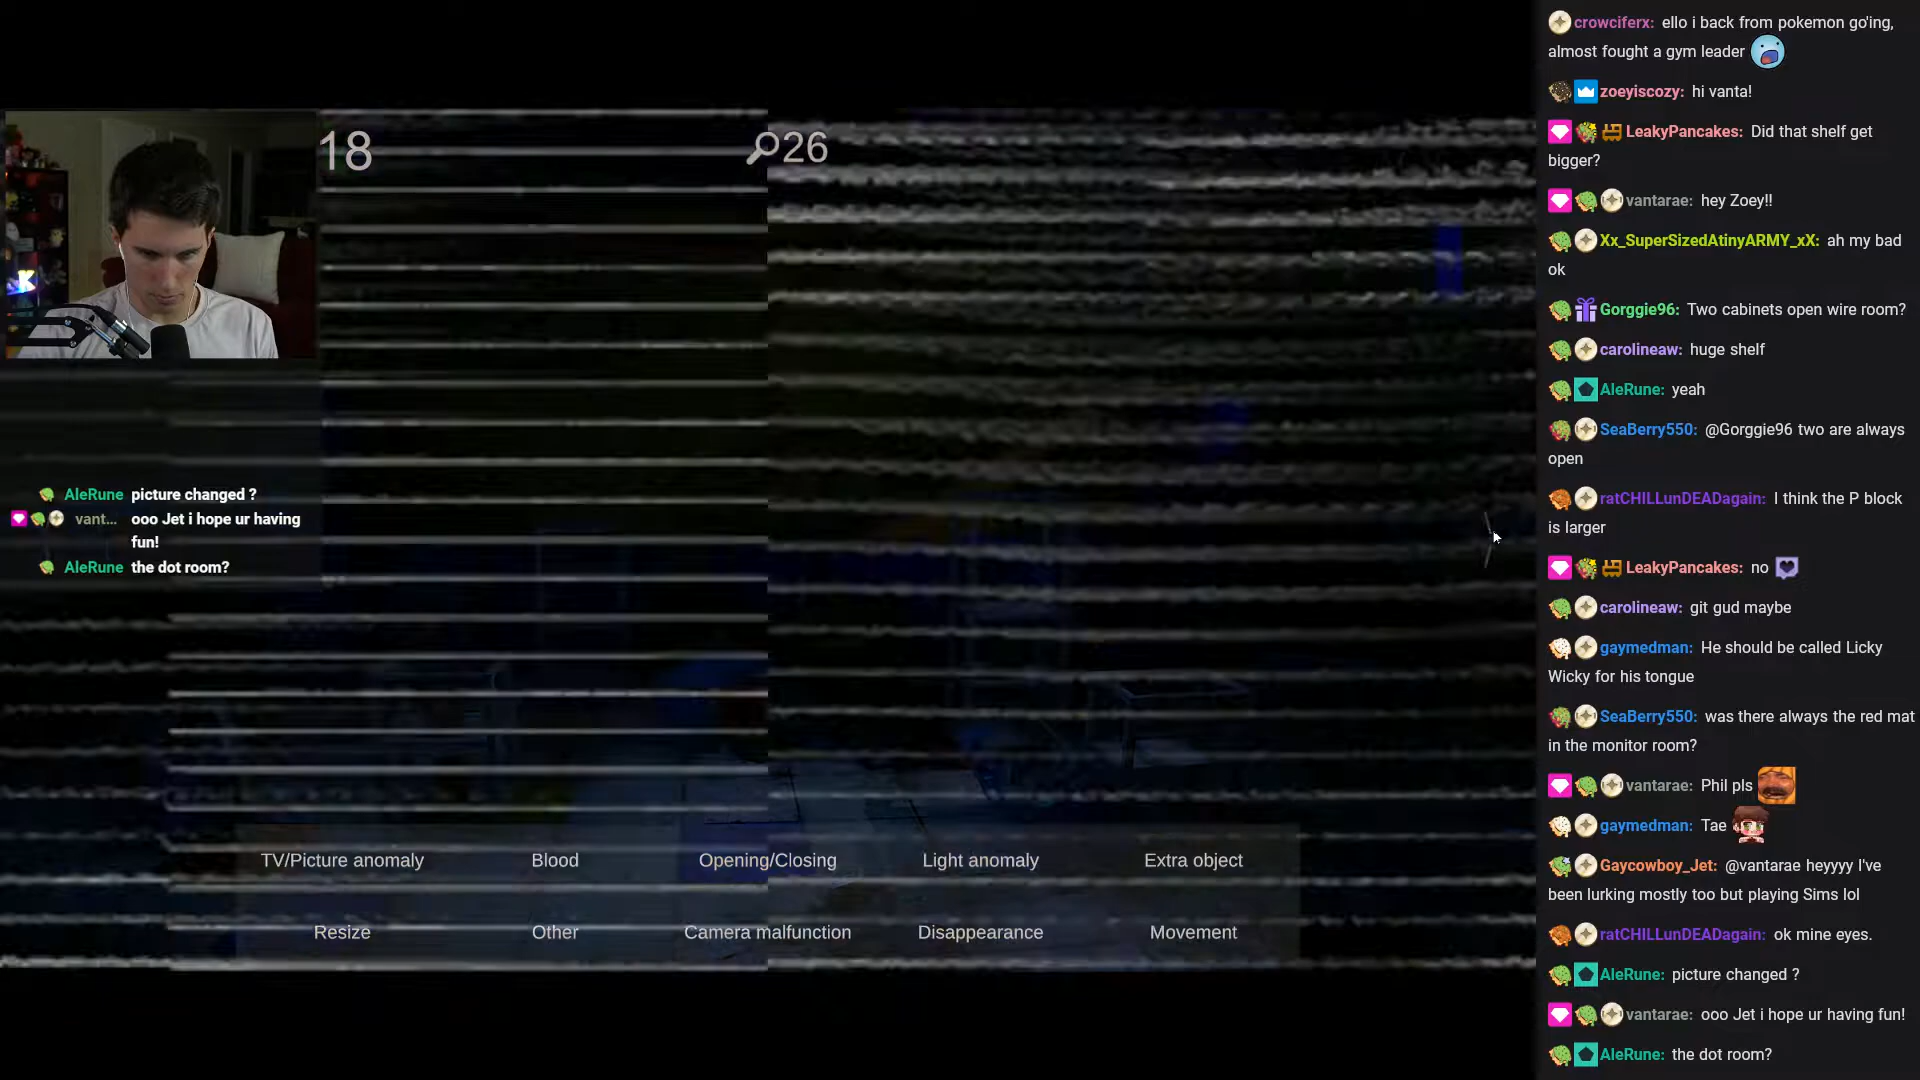 18
26
AleRune picture changed ?
vant... ooo Jet i hope ur having
fun!
AleRune the dot room?
TV/Picture anomaly Blood Opening/Closing Light anomaly Extra object
Resize Other Camera malfunction Disappearance Movement
crowciferx: ello i back from pokemon go'ing,
almost fought a gym leader
zoeyiscozy: hi vanta!
LeakyPancakes: Did that shelf get
bigger?
vantarae: hey Zoey!!
Xx_SuperSizedAtinyARMY_xX: ah my bad
ok
Gorggie96: Two cabinets open wire room?
carolineaw: huge shelf
AleRune: yeah
SeaBerry550: @Gorggie96 two are always
open
ratCHILLunDEADagain: I think the P block
is larger
LeakyPancakes: no
carolineaw: git gud maybe
gaymedman: He should be called Licky
Wicky for his tongue
SeaBerry550: was there always the red mat
in the monitor room?
vantarae: Phil pls
gaymedman: Tae
Gaycowboy_Jet: @vantarae heyyyy I've
been lurking mostly too but playing Sims lol
ratCHILLunDEADagain: ok mine eyes.
AleRune: picture changed ?
vantarae: ooo Jet i hope ur having fun!
AleRune: the dot room?